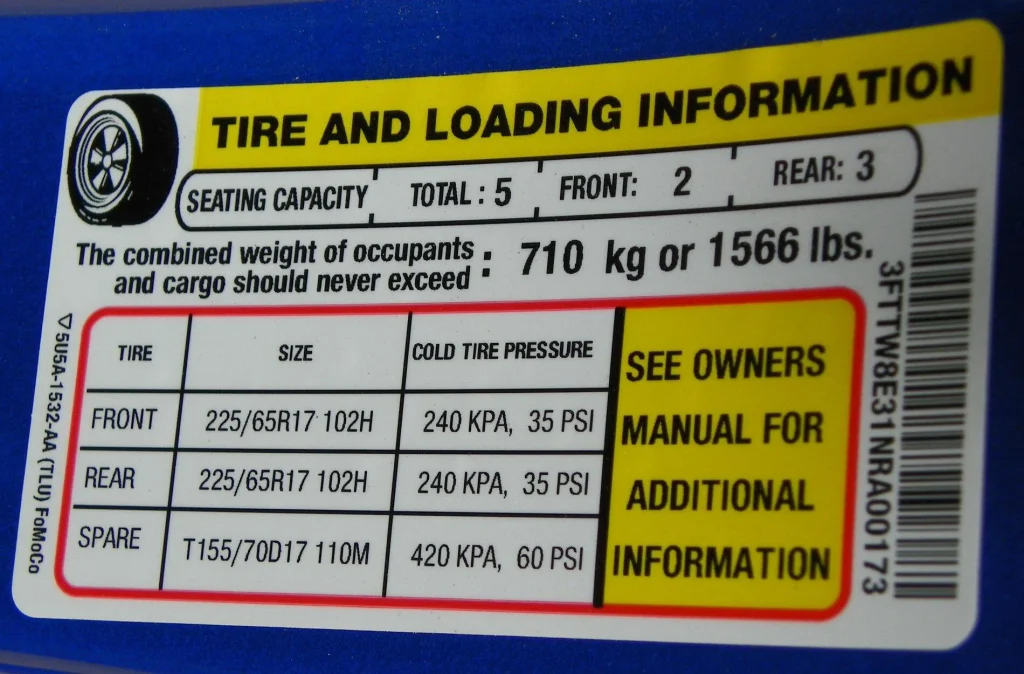 TIRE AND LOADING INFORMATION
SEATING CAPACITY TOTAL : 5 FRONT: 2 REAR: 3
The combined weight of occupants
and cargo should never exceed : 710 kg or 1566 lbs.
TIRE SIZE COLD TIRE PRESSURE
FRONT 225/65R17 102H 240 KPA, 35 PSI
REAR 225/65R17 102H 240 KPA, 35 PSI
SPARE T155/70D17 110M 420 KPA, 60 PSI
SEE OWNERS
MANUAL FOR
ADDITIONAL
INFORMATION
3FTTW8E31NRA00173
5U5A-1532-AA (TLU) FoMoCo